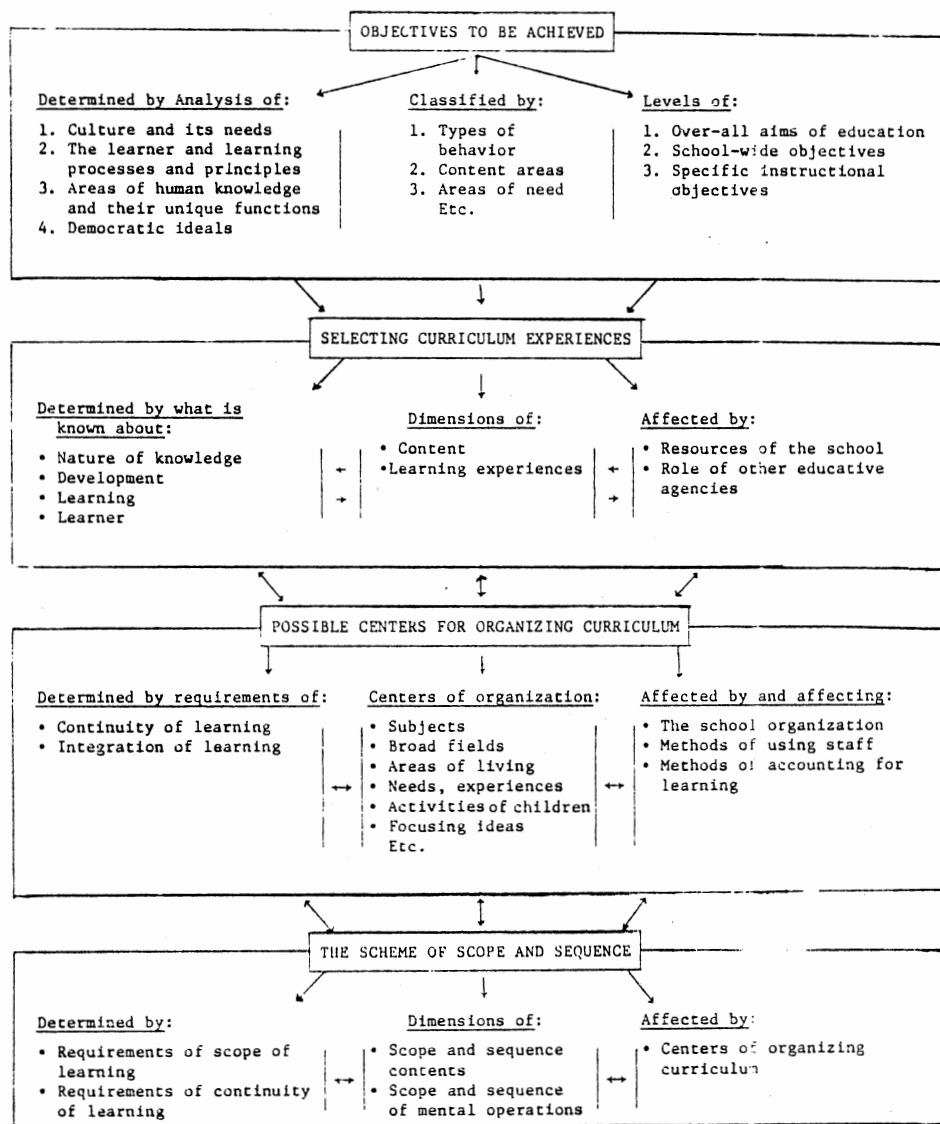 OBJECTIVES TO BE ACHIEVED
Determined by Analysis of:
1. Culture and its needs
2. The learner and learning
processes and principles
3. Areas of human knowledge
and their unique functions
4. Democratic ideals
Classified by:
1. Types of
behavior
2. Content areas
3. Areas of need
Etc.
Levels of:
1. Over-all aims of education
2. School-wide objectives
3. Specific instructional
objectives
SELECTING CURRICULUM EXPERIENCES
Determined by what is
known about:
• Nature of knowledge
• Development
• Learning
• Learner
Dimensions of:
• Content
•Learning experiences
Affected by:
• Resources of the school
• Role of other educative
agencies
POSSIBLE CENTERS FOR ORGANIZING CURRICULUM
Determined by requirements of:
• Continuity of learning
• Integration of learning
Centers of organization:
• Subjects
• Broad fields
• Areas of living
• Needs, experiences
• Activities of children
• Focusing ideas
Etc.
Affected by and affecting:
• The school organization
• Methods of using staff
• Methods of accounting for
learning
THE SCHEME OF SCOPE AND SEQUENCE
Determined by:
• Requirements of scope of
learning
• Requirements of continuity
of learning
Dimensions of:
• Scope and sequence
contents
• Scope and sequence
of mental operations
Affected by:
• Centers of organizing
curriculum